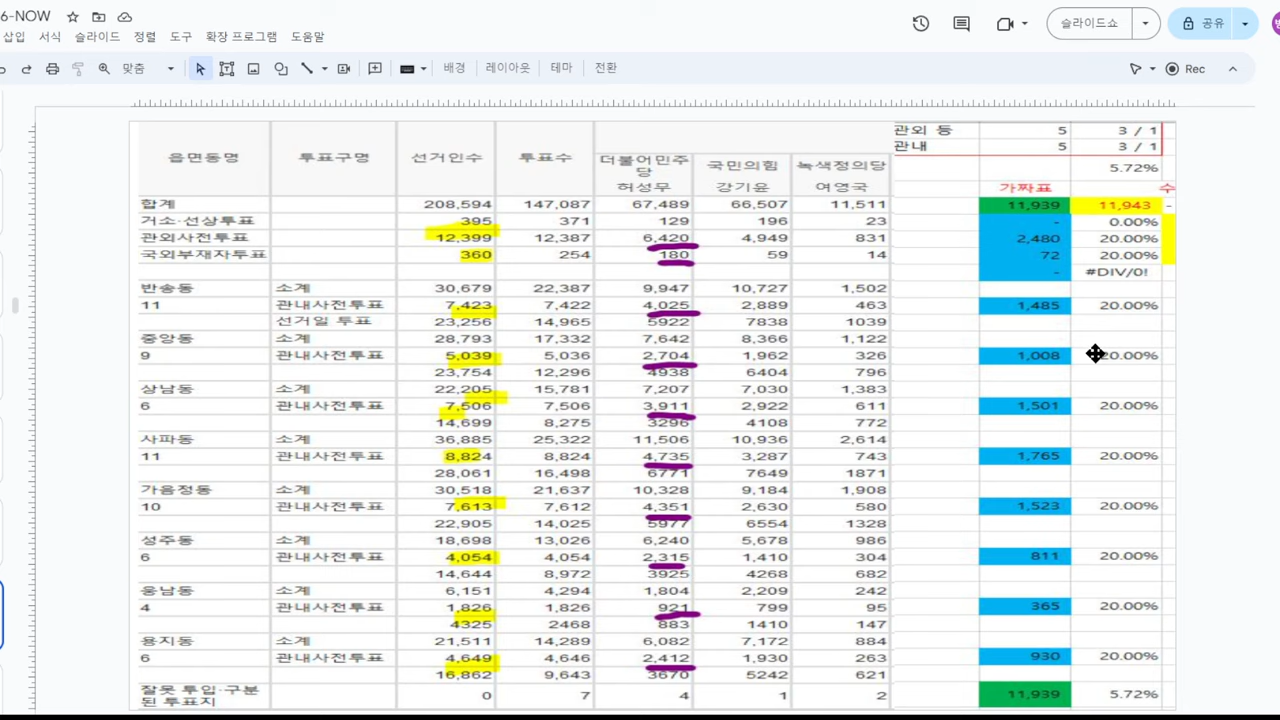 6-NOW
삽입 서식 슬라이드 정렬 도구 확장 프로그램 도움말
슬라이드쇼
공유
맞춤
배경 레이아웃 테마 전환
Rec
관외 등 5 3 / 1
관내 5 3 / 1
5.72%
읍면동명 투표구명 선거인수 투표수 더불어민주당 허성무 국민의힘 강기윤 녹색정의당 여영국
가짜표 수
합계 208,594 147,087 67,489 66,507 11,511 11,939 11,943 -
거소·선상투표 395 371 129 196 23 - 0.00%
관외사전투표 12,399 12,387 6,420 4,949 831 2,480 20.00%
국외부재자투표 360 254 180 59 14 72 20.00%
- #DIV/0!
반송동 소계 30,679 22,387 9,947 10,727 1,502
11 관내사전투표 7,423 7,422 4,025 2,889 463 1,485 20.00%
선거일 투표 23,256 14,965 5922 7838 1039
중앙동 소계 28,793 17,332 7,642 8,366 1,122
9 관내사전투표 5,039 5,036 2,704 1,962 326 1,008 20.00%
23,754 12,296 4938 6404 796
상남동 소계 22,205 15,781 7,207 7,030 1,383
6 관내사전투표 7,506 7,506 3,911 2,922 611 1,501 20.00%
14,699 8,275 3296 4108 772
사파동 소계 36,885 25,322 11,506 10,936 2,614
11 관내사전투표 8,824 8,824 4,735 3,287 743 1,765 20.00%
28,061 16,498 6771 7649 1871
가음정동 소계 30,518 21,637 10,328 9,184 1,908
10 관내사전투표 7,613 7,612 4,351 2,630 580 1,523 20.00%
22,905 14,025 5977 6554 1328
성주동 소계 18,698 13,026 6,240 5,678 986
6 관내사전투표 4,054 4,054 2,315 1,410 304 811 20.00%
14,644 8,972 3925 4268 682
웅남동 소계 6,151 4,294 1,804 2,209 242
4 관내사전투표 1,826 1,826 921 799 95 365 20.00%
4325 2468 883 1410 147
용지동 소계 21,511 14,289 6,082 7,172 884
6 관내사전투표 4,649 4,646 2,412 1,930 263 930 20.00%
16,862 9,643 3670 5242 621
잘못 투입·구분된 투표지 0 7 4 1 2 11,939 5.72%